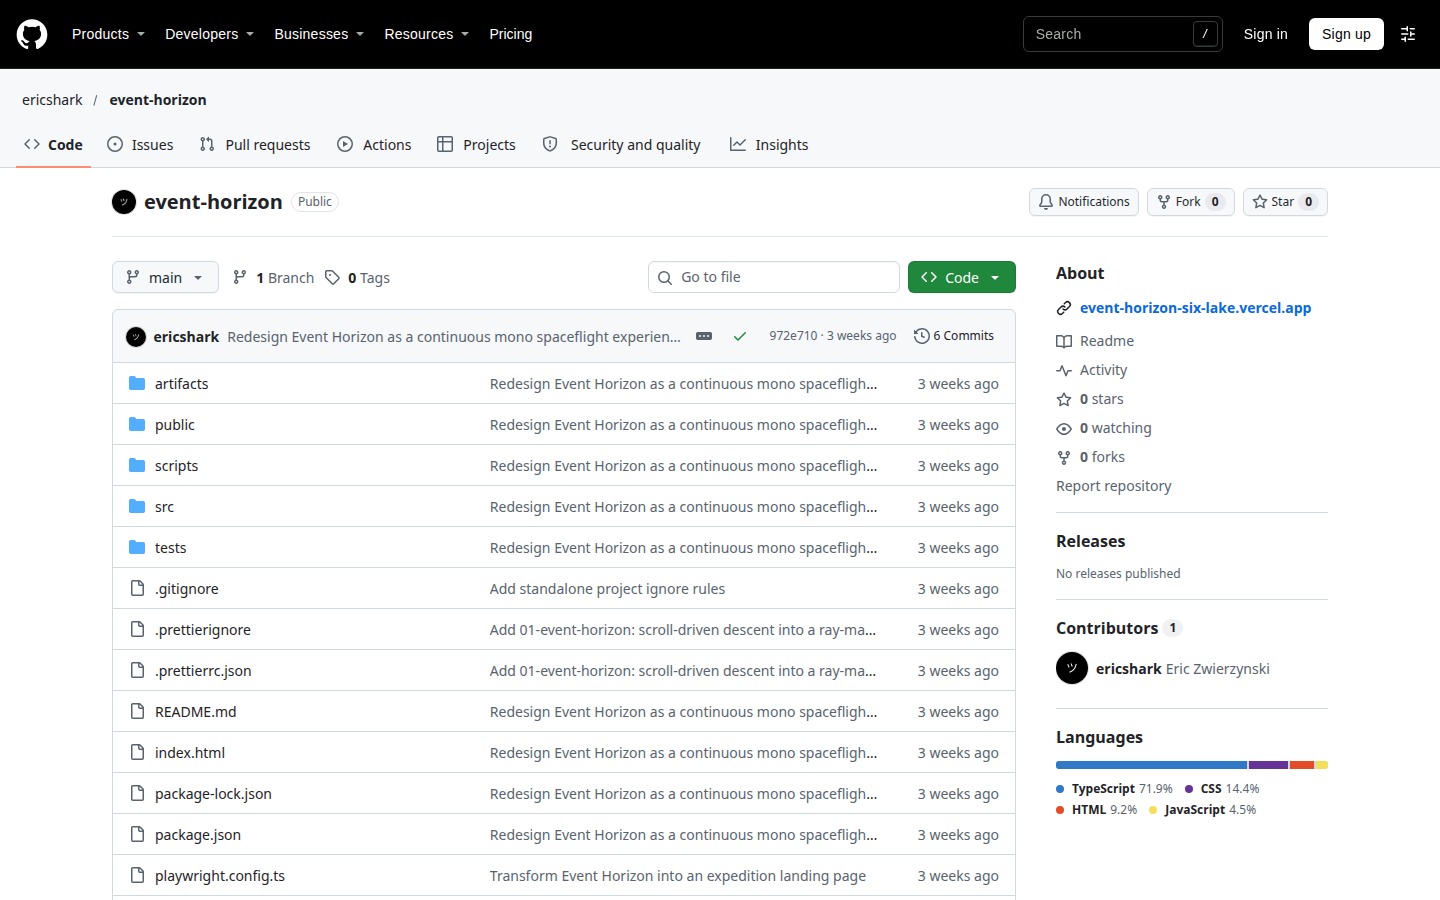 Products Developers Businesses Resources Pricing Search / Sign in Sign up
ericshark / event-horizon
Code Issues Pull requests Actions Projects Security and quality Insights
ツ event-horizon Public Notifications Fork 0 Star 0
main 1 Branch 0 Tags Go to file Code
ツ ericshark Redesign Event Horizon as a continuous mono spaceflight experien... 972e710 · 3 weeks ago 6 Commits
artifacts Redesign Event Horizon as a continuous mono spacefligh... 3 weeks ago
public Redesign Event Horizon as a continuous mono spacefligh... 3 weeks ago
scripts Redesign Event Horizon as a continuous mono spacefligh... 3 weeks ago
src Redesign Event Horizon as a continuous mono spacefligh... 3 weeks ago
tests Redesign Event Horizon as a continuous mono spacefligh... 3 weeks ago
.gitignore Add standalone project ignore rules 3 weeks ago
.prettierignore Add 01-event-horizon: scroll-driven descent into a ray-ma... 3 weeks ago
.prettierrc.json Add 01-event-horizon: scroll-driven descent into a ray-ma... 3 weeks ago
README.md Redesign Event Horizon as a continuous mono spacefligh... 3 weeks ago
index.html Redesign Event Horizon as a continuous mono spacefligh... 3 weeks ago
package-lock.json Redesign Event Horizon as a continuous mono spacefligh... 3 weeks ago
package.json Redesign Event Horizon as a continuous mono spacefligh... 3 weeks ago
playwright.config.ts Transform Event Horizon into an expedition landing page 3 weeks ago
About
event-horizon-six-lake.vercel.app
Readme
Activity
0 stars
0 watching
0 forks
Report repository
Releases
No releases published
Contributors 1
ツ ericshark Eric Zwierzynski
Languages
TypeScript 71.9% CSS 14.4%
HTML 9.2% JavaScript 4.5%